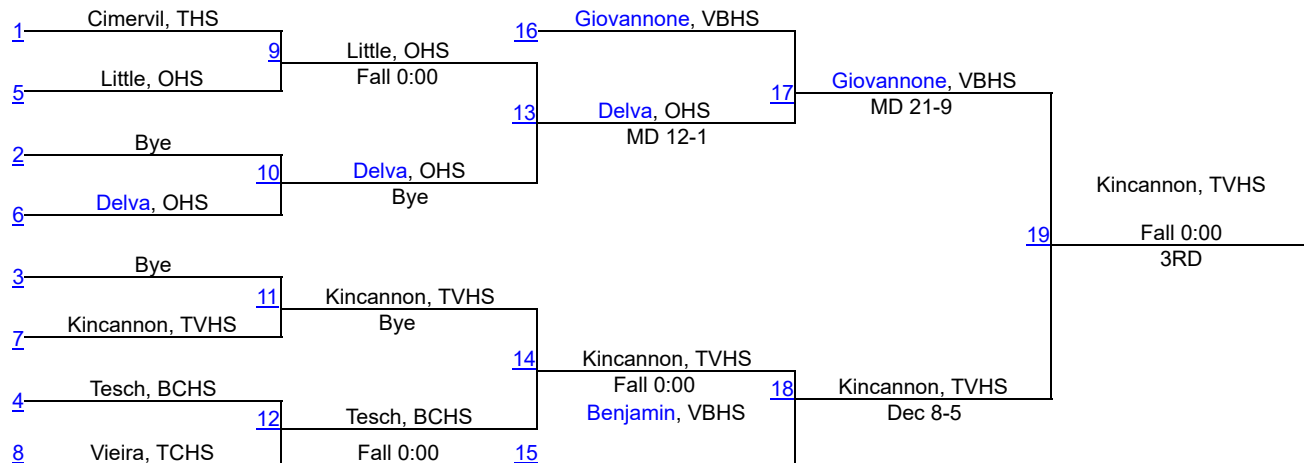 Cimervil, THS
1
Giovannone, VBHS
16
9
Little, OHS
Fall 0:00
Little, OHS
5
Giovannone, VBHS
17
MD 21-9
13
Delva, OHS
MD 12-1
Bye
2
10
Delva, OHS
Bye
Delva, OHS
6
Kincannon, TVHS
19
Fall 0:00
3RD
Bye
3
11
Kincannon, TVHS
Bye
Kincannon, TVHS
7
14
Kincannon, TVHS
Fall 0:00
18
Kincannon, TVHS
Dec 8-5
Tesch, BCHS
4
12
Tesch, BCHS
Fall 0:00
Benjamin, VBHS
15
8
Vieira, TCHS